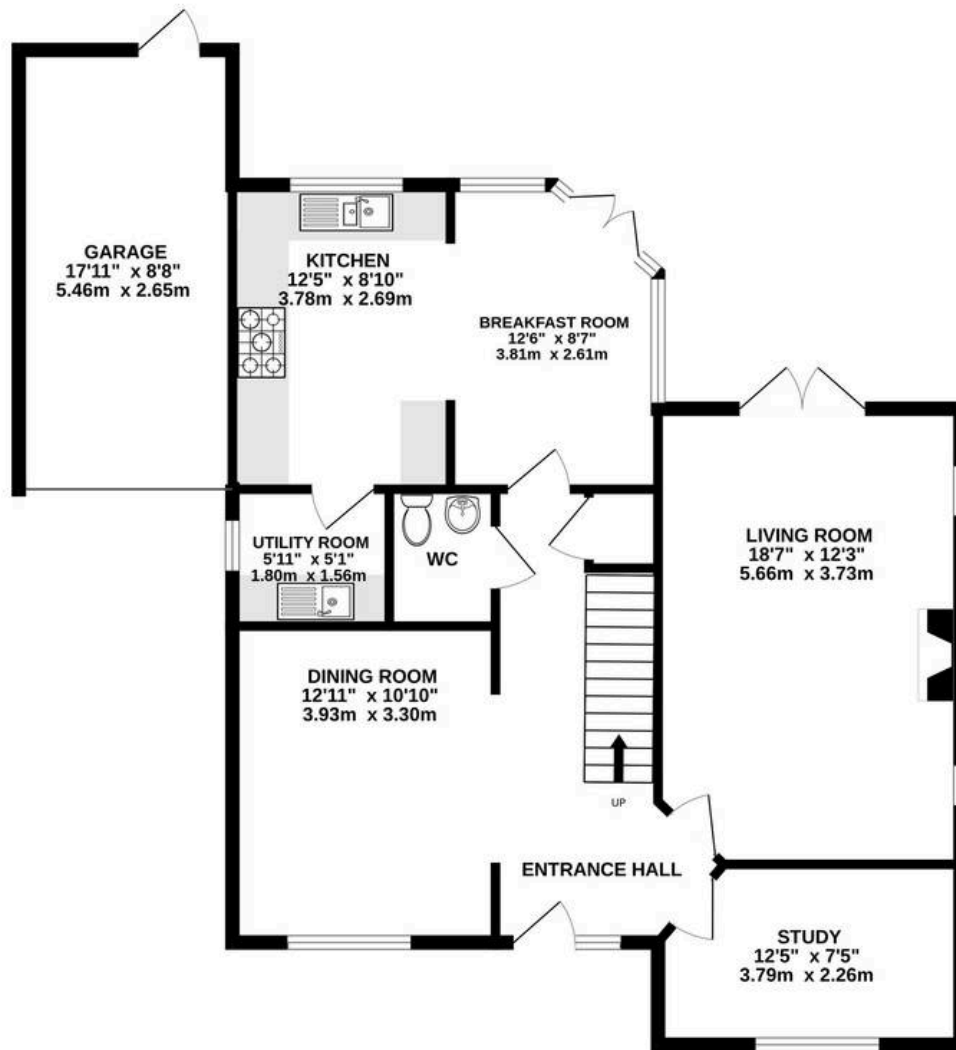 GARAGE
17'11" x 8'8"
5.46m x 2.65m
KITCHEN
12'5" x 8'10"
3.78m x 2.69m
BREAKFAST ROOM
12'6" x 8'7"
3.81m x 2.61m
UTILITY ROOM
5'11" x 5'1"
1.80m x 1.56m
WC
LIVING ROOM
18'7" x 12'3"
5.66m x 3.73m
DINING ROOM
12'11" x 10'10"
3.93m x 3.30m
UP
ENTRANCE HALL
STUDY
12'5" x 7'5"
3.79m x 2.26m